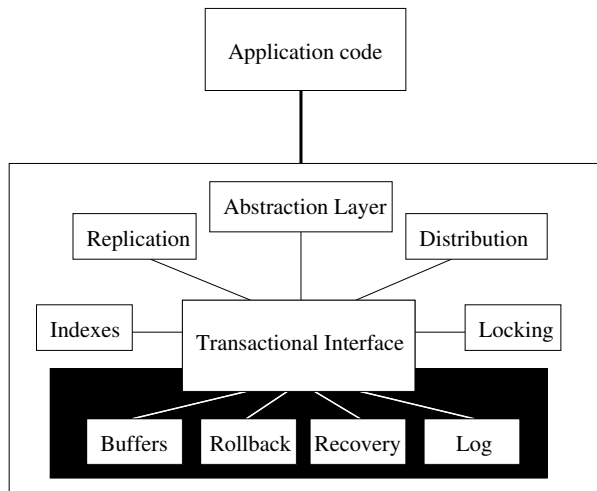 Application code
Abstraction Layer
Replication
Distribution
Indexes
Transactional Interface
Locking
Buffers
Rollback
Recovery
Log